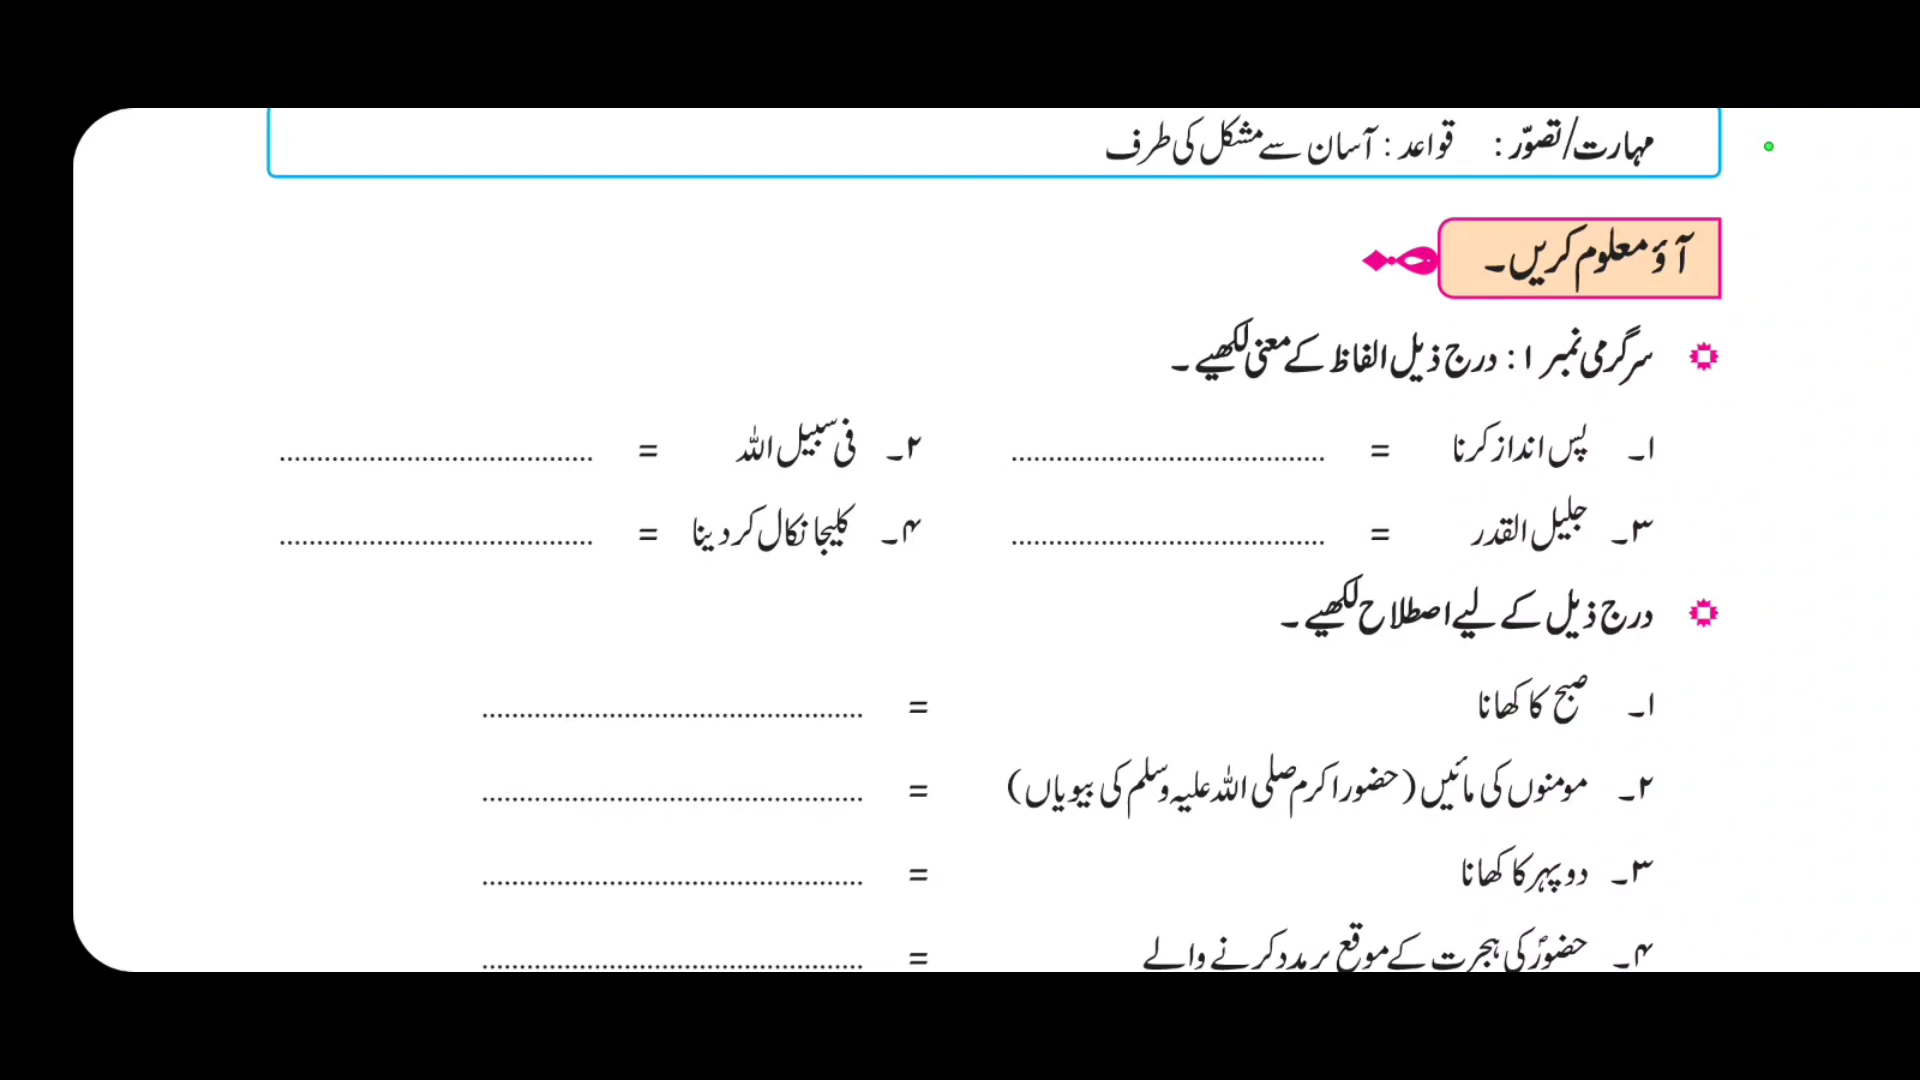 مہارت/تصوّر : قواعد : آسان سے مشکل کی طرف
آؤ معلوم کریں۔
سرگرمی نمبر ۱ : درج ذیل الفاظ کے معنی لکھیے۔
۱۔ پس انداز کرنا = ..........................................
۲۔ فی سبیل اللہ = ..........................................
۳۔ جلیل القدر = ..........................................
۴۔ کلیجا نکال کر دینا = ..........................................
درج ذیل کے لیے اصطلاح لکھیے۔
۱۔ صبح کا کھانا = ...................................................
۲۔ مومنوں کی مائیں (حضور اکرم صلی اللہ علیہ وسلم کی بیویاں) = ...................................................
۳۔ دوپہر کا کھانا = ...................................................
۴۔ حضورؐ کی ہجرت کے موقع پر مدد کرنے والے = ...................................................